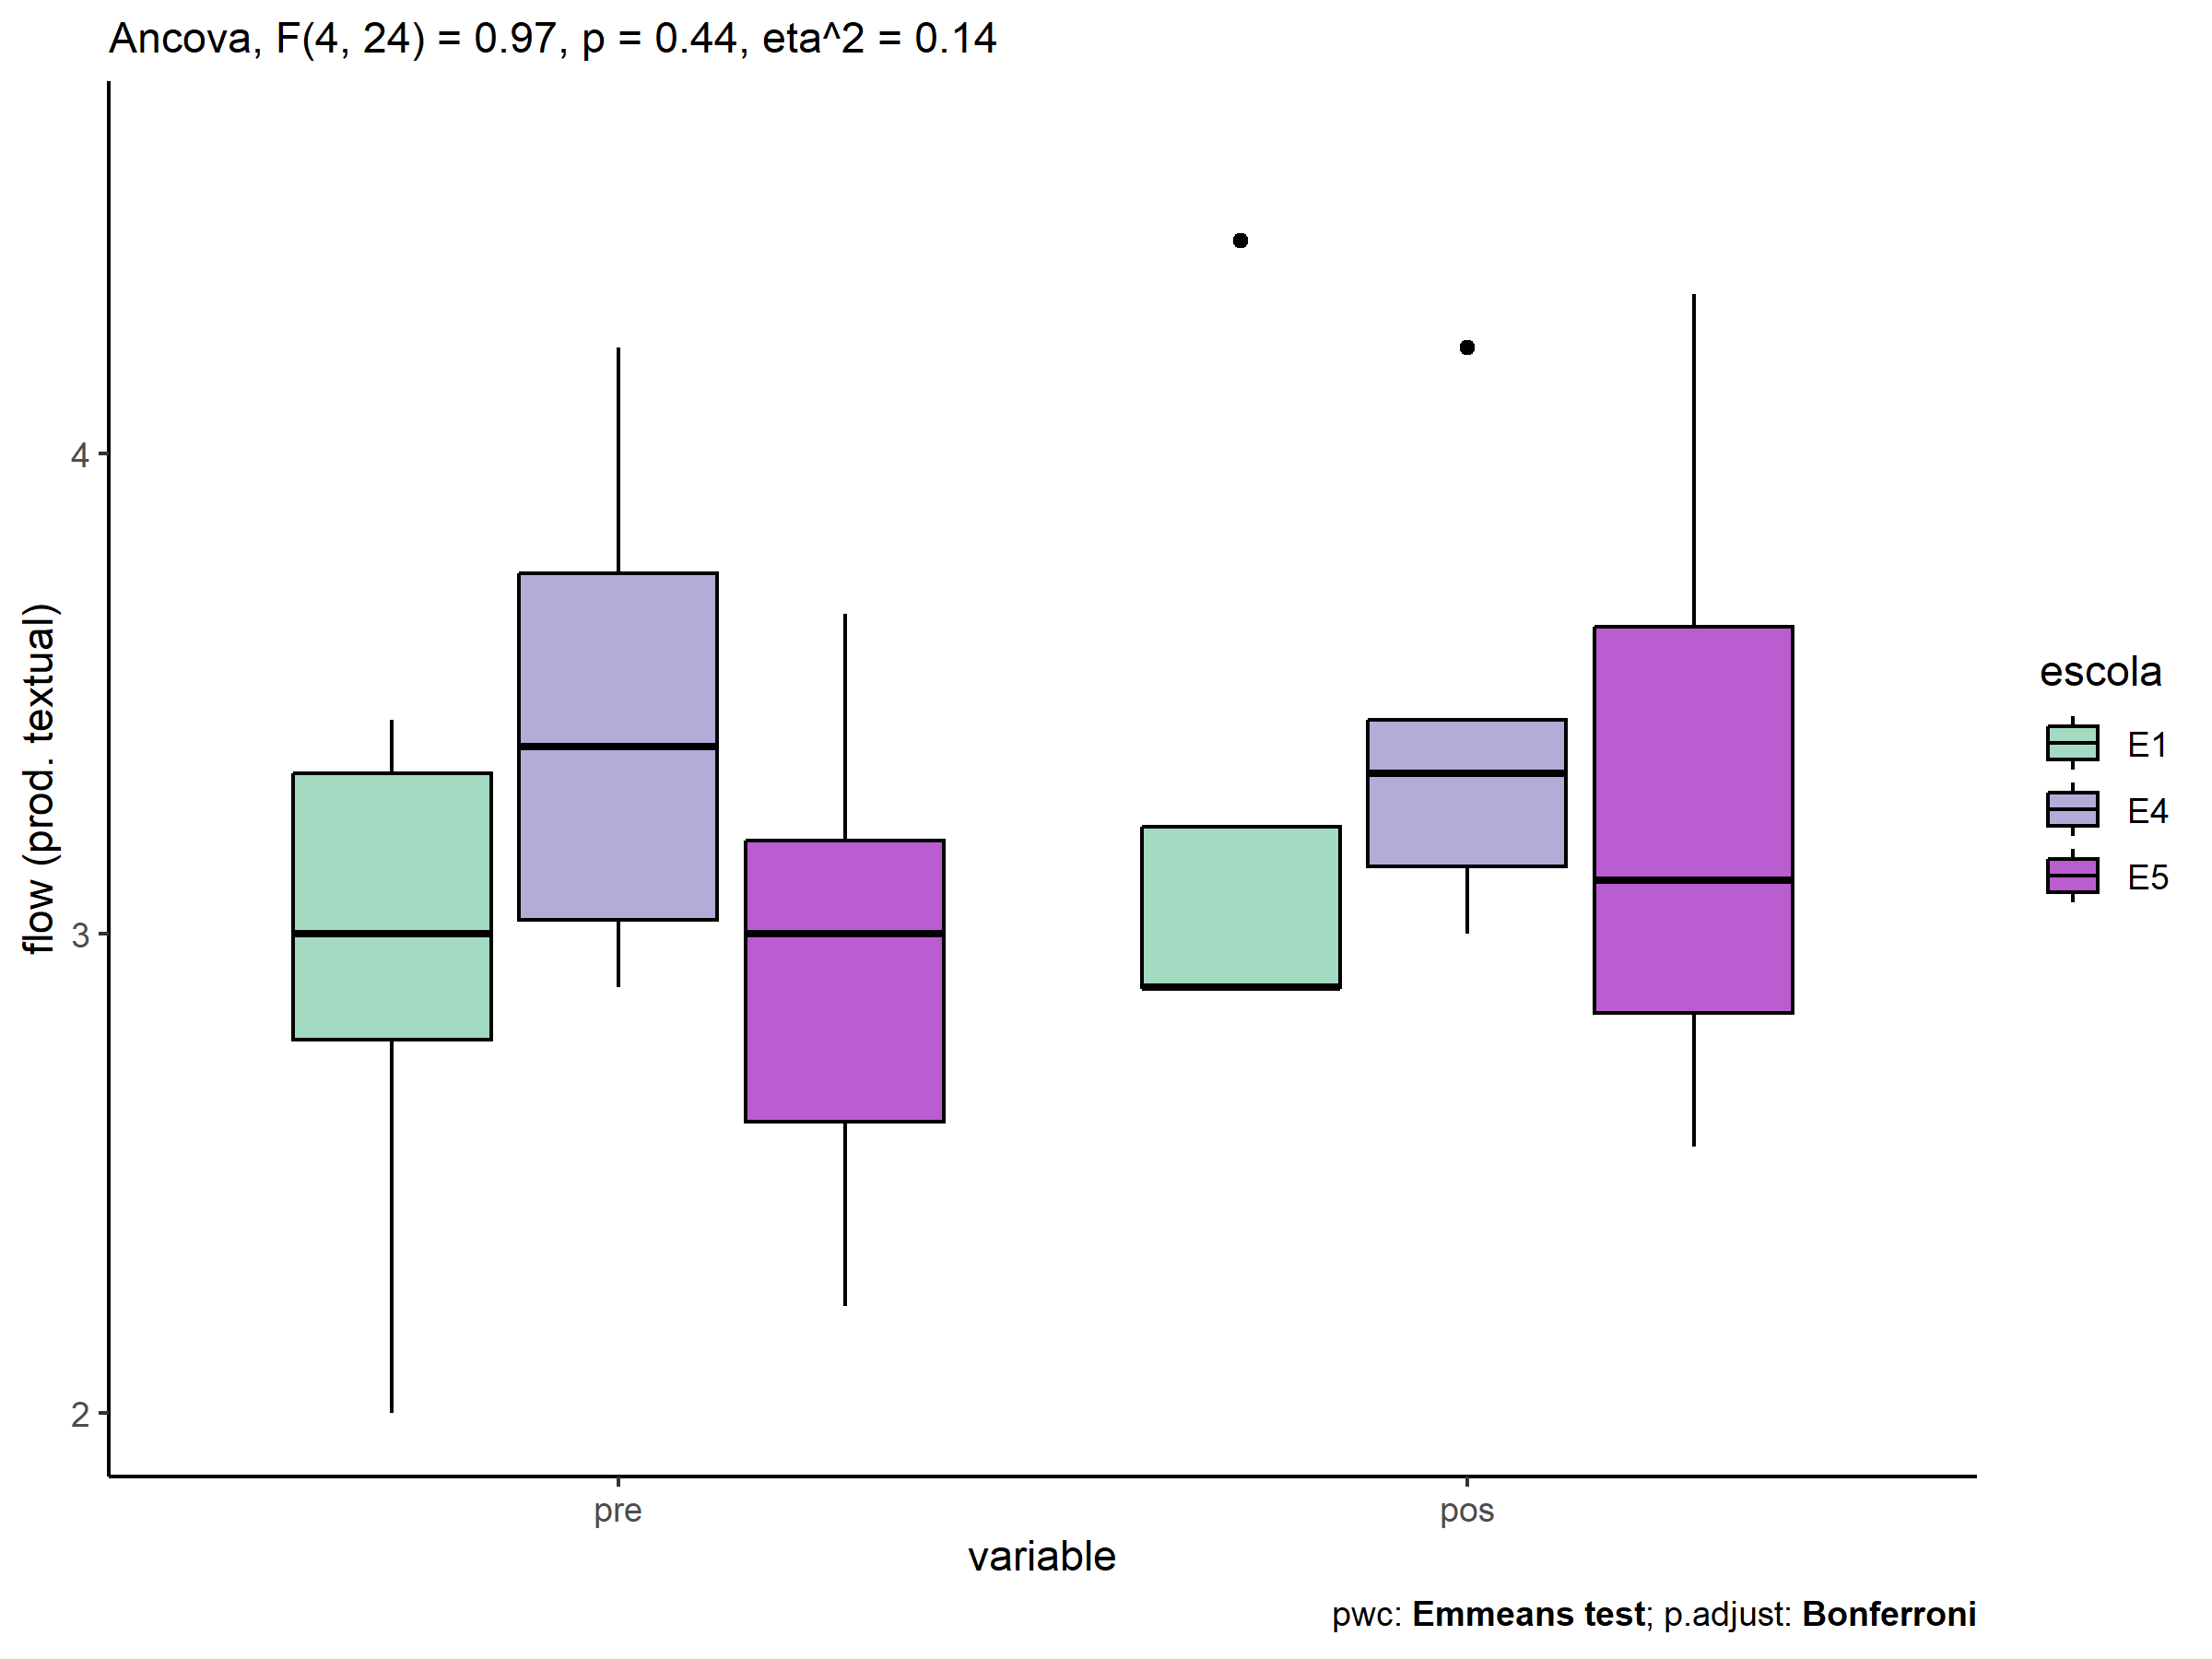 Ancova, F(4, 24) = 0.97, p = 0.44, eta^2 = 0.14
flow (prod. textual)
4
3
2
pre
pos
variable
escola
E1
E4
E5
pwc: Emmeans test; p.adjust: Bonferroni